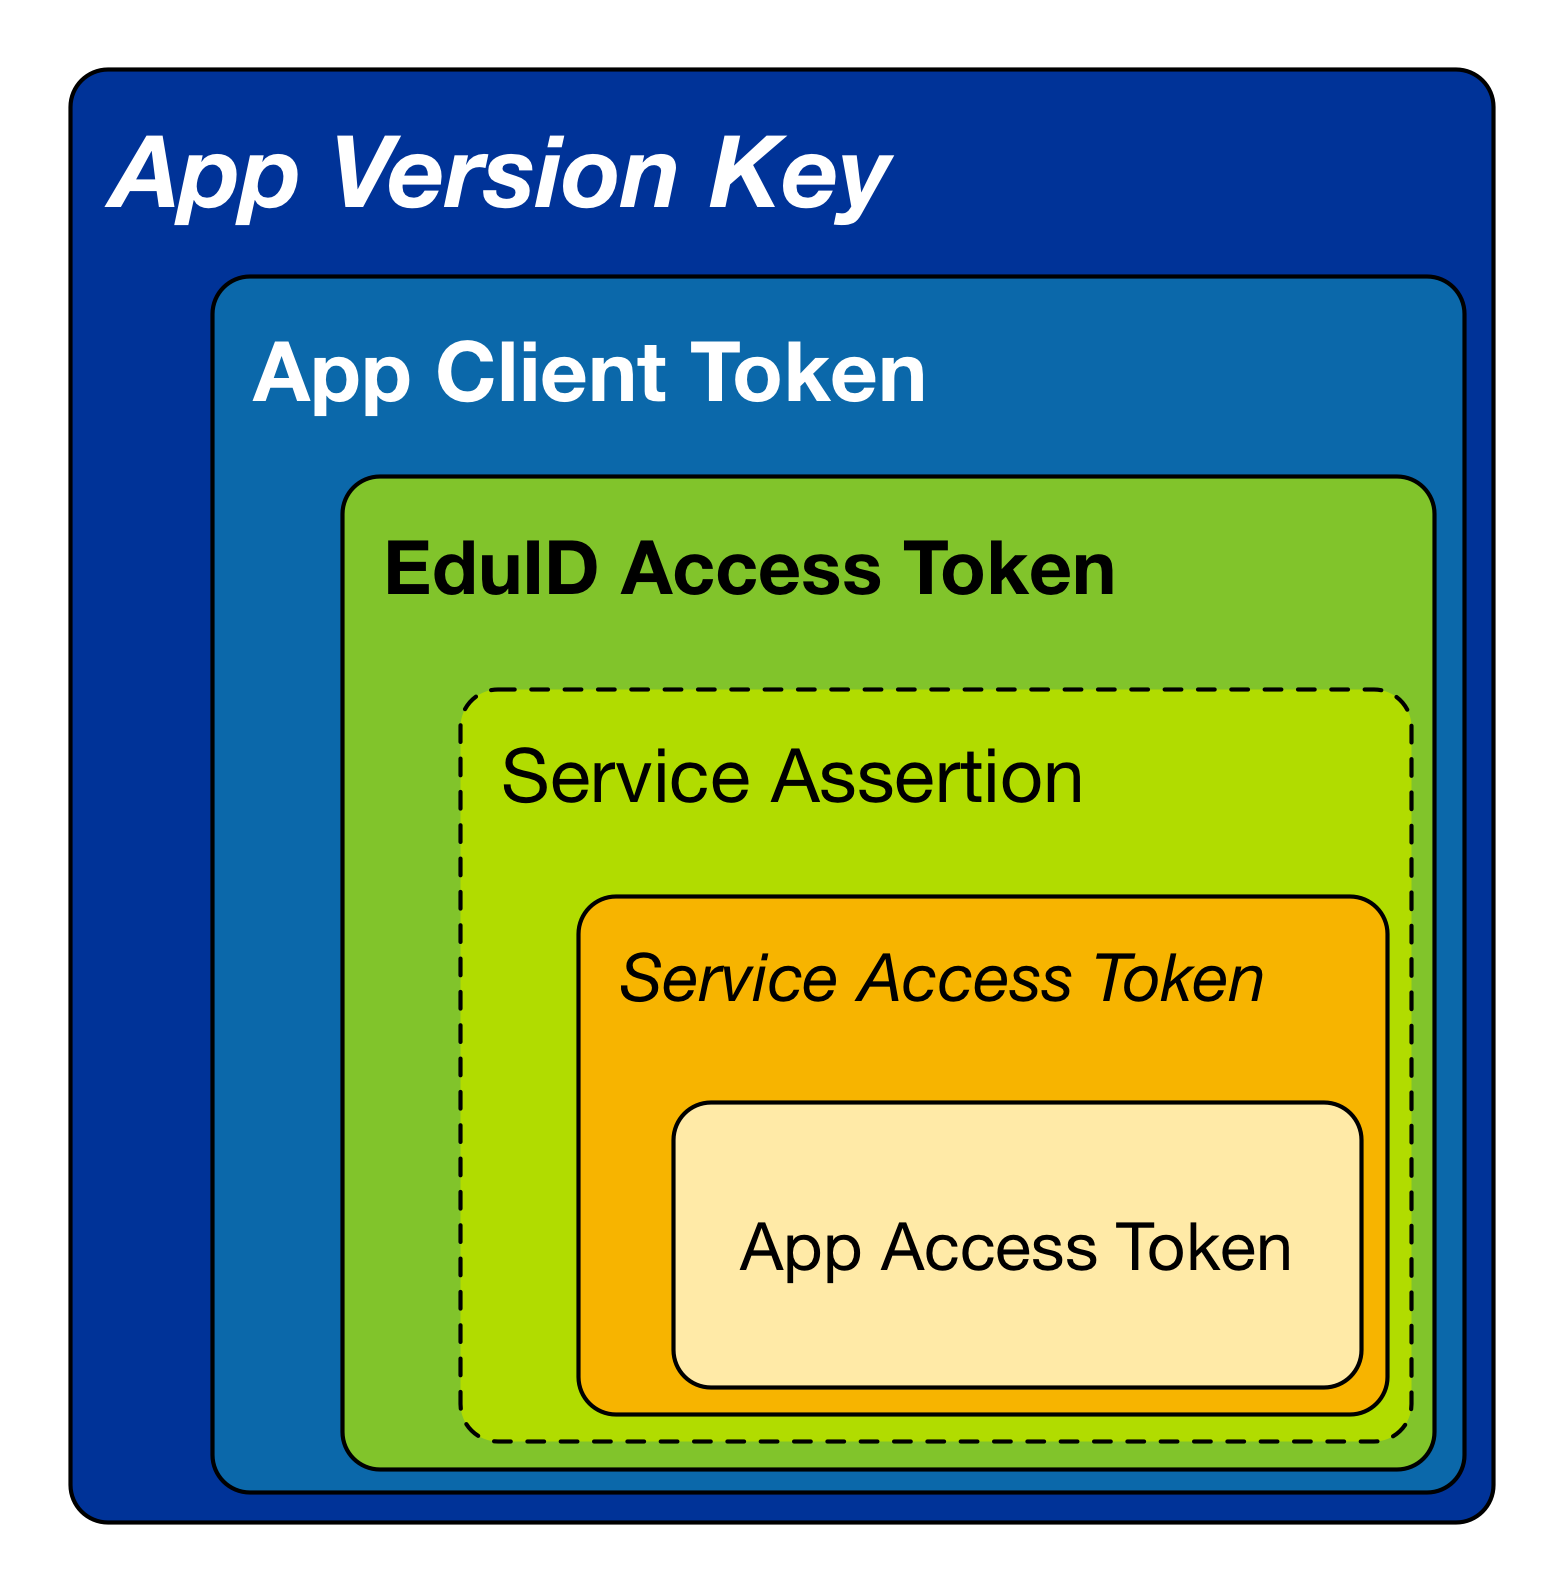 App Version Key
App Client Token
EduID Access Token
Service Assertion
Service Access Token
App Access Token